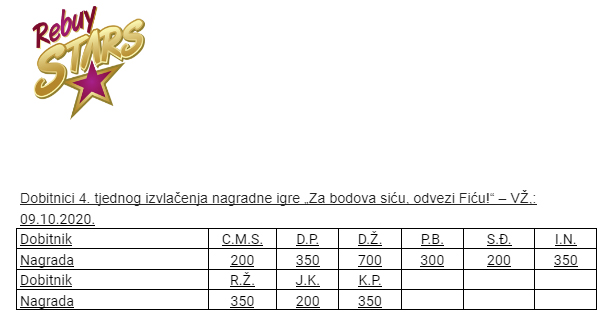 Rebuy
STARS
Dobitnici 4. tjednog izvlačenja nagradne igre „Za bodova siću, odvezi Fiću!“ – VŽ.:
09.10.2020.
Dobitnik C.M.S. D.P. D.Ž. P.B. S.Đ. I.N.
Nagrada 200 350 700 300 200 350
Dobitnik R.Ž. J.K. K.P.
Nagrada 350 200 350